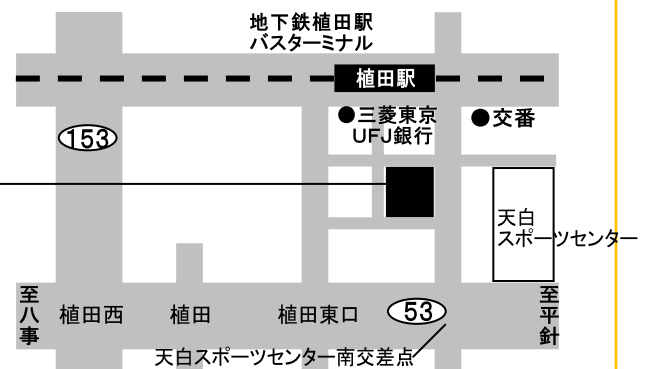 地下鉄植田駅
バスターミナル
植田駅
●三菱東京
UFJ銀行
●交番
153
天白
スポーツセンター
至八事
植田西
植田
植田東口
53
至平針
天白スポーツセンター南交差点